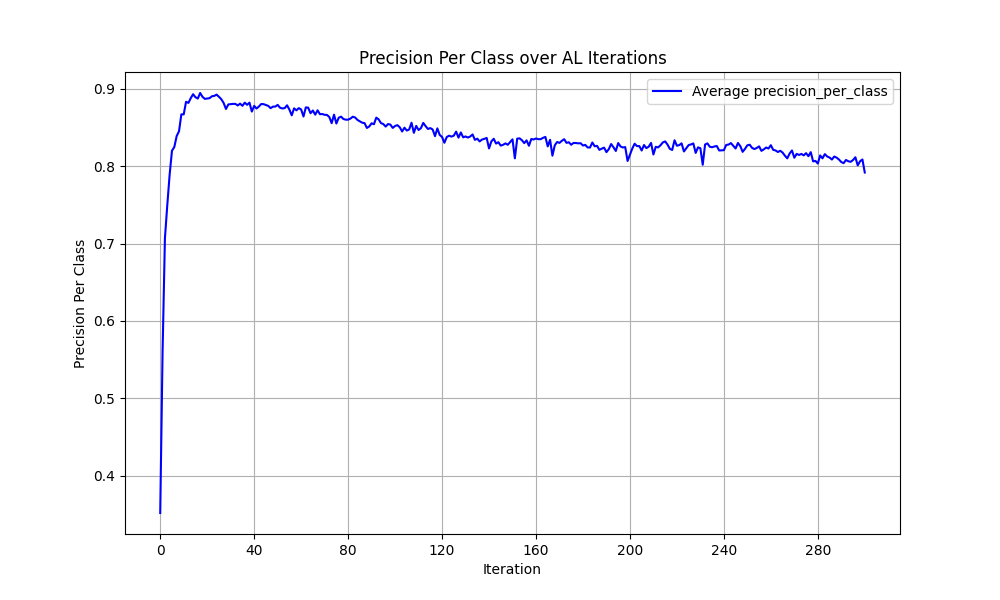 Precision Per Class over AL Iterations
Average precision_per_class
Precision Per Class
0.9
0.8
0.7
0.6
0.5
0.4
0 40 80 120 160 200 240 280
Iteration